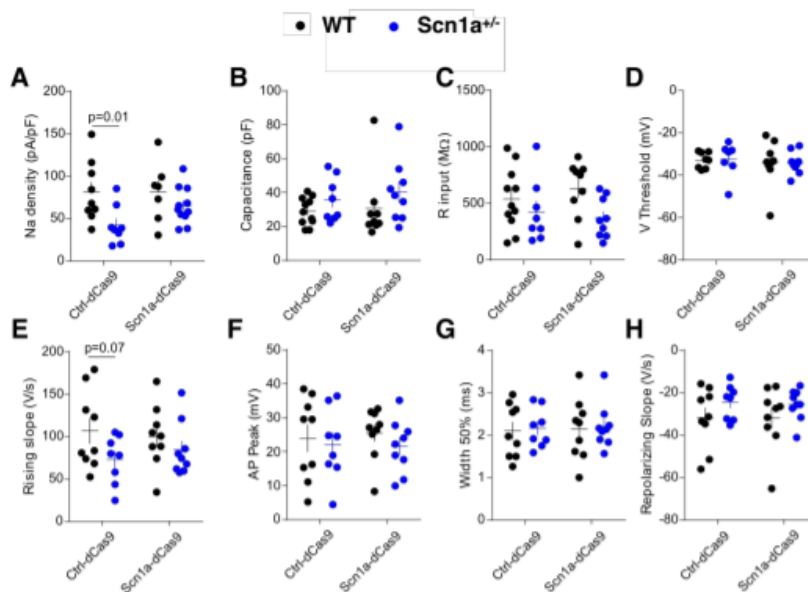 WT Scn1a+/-
A B C D
Na density (pA/pF)
200
150
100
50
0
p=0.01
Ctrl-dCas9
Scn1a-dCas9
Capacitance (pF)
100
80
60
40
20
0
Ctrl-dCas9
Scn1a-dCas9
R input (MΩ)
1500
1000
500
0
Ctrl-dCas9
Scn1a-dCas9
V Threshold (mV)
0
-20
-40
-60
-80
Ctrl-dCas9
Scn1a-dCas9
E F G H
Rising slope (V/s)
200
150
100
50
0
p=0.07
Ctrl-dCas9
Scn1a-dCas9
AP Peak (mV)
50
40
30
20
10
0
Ctrl-dCas9
Scn1a-dCas9
Width 50% (ms)
4
3
2
1
0
Ctrl-dCas9
Scn1a-dCas9
Repolarizing Slope (V/s)
0
-20
-40
-60
-80
Ctrl-dCas9
Scn1a-dCas9